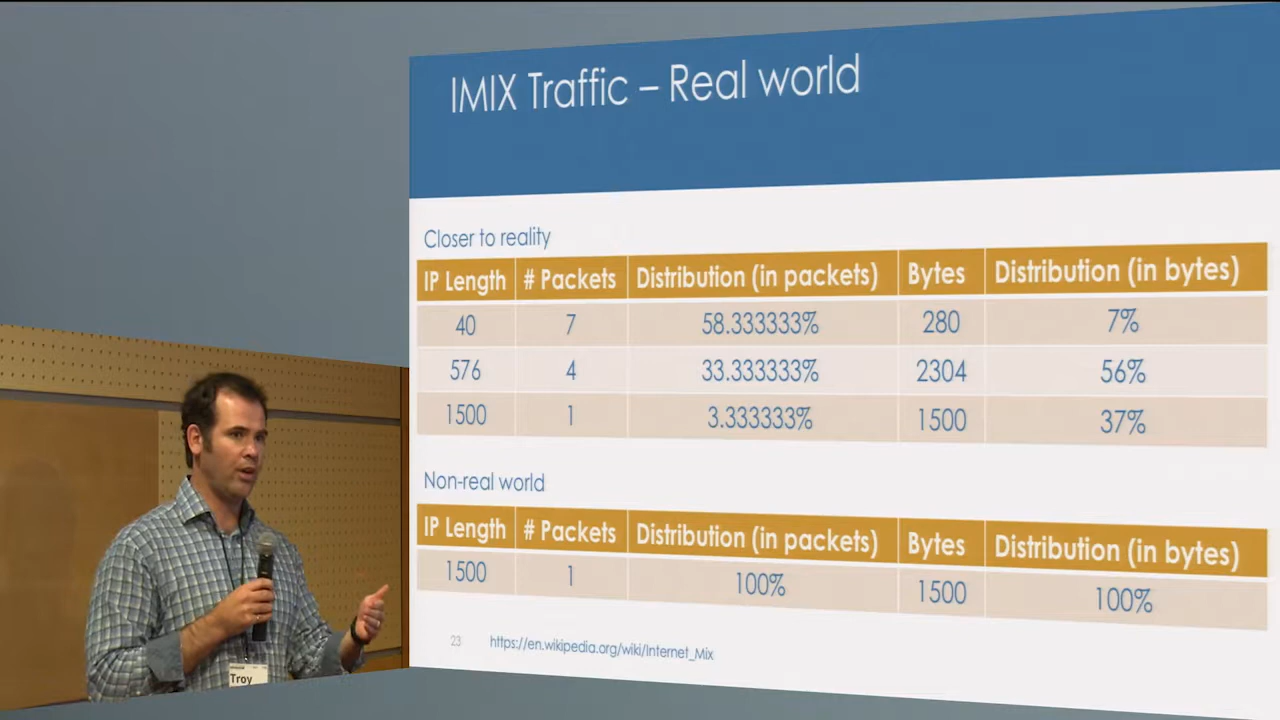 IMIX Traffic – Real world
Closer to reality
IP Length # Packets Distribution (in packets) Bytes Distribution (in bytes)
40 7 58.333333% 280 7%
576 4 33.333333% 2304 56%
1500 1 3.333333% 1500 37%
Non-real world
IP Length # Packets Distribution (in packets) Bytes Distribution (in bytes)
1500 1 100% 1500 100%
23 https://en.wikipedia.org/wiki/Internet_Mix
Troy